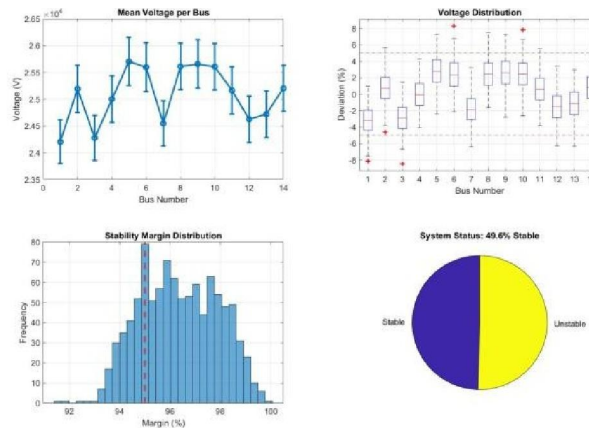 Mean Voltage per Bus
2.65 ×10⁴
2.6
2.55
2.5
2.45
2.4
2.35
Voltage (V)
0 2 4 6 8 10 12 14
Bus Number
Voltage Distribution
8
6
4
2
0
-2
-4
-6
-8
Deviation (%)
1 2 3 4 5 6 7 8 9 10 11 12 13
Bus Number
Stability Margin Distribution
80
70
60
50
40
30
20
10
0
Frequency
92 94 96 98 100
Margin (%)
System Status: 49.6% Stable
Stable
Unstable